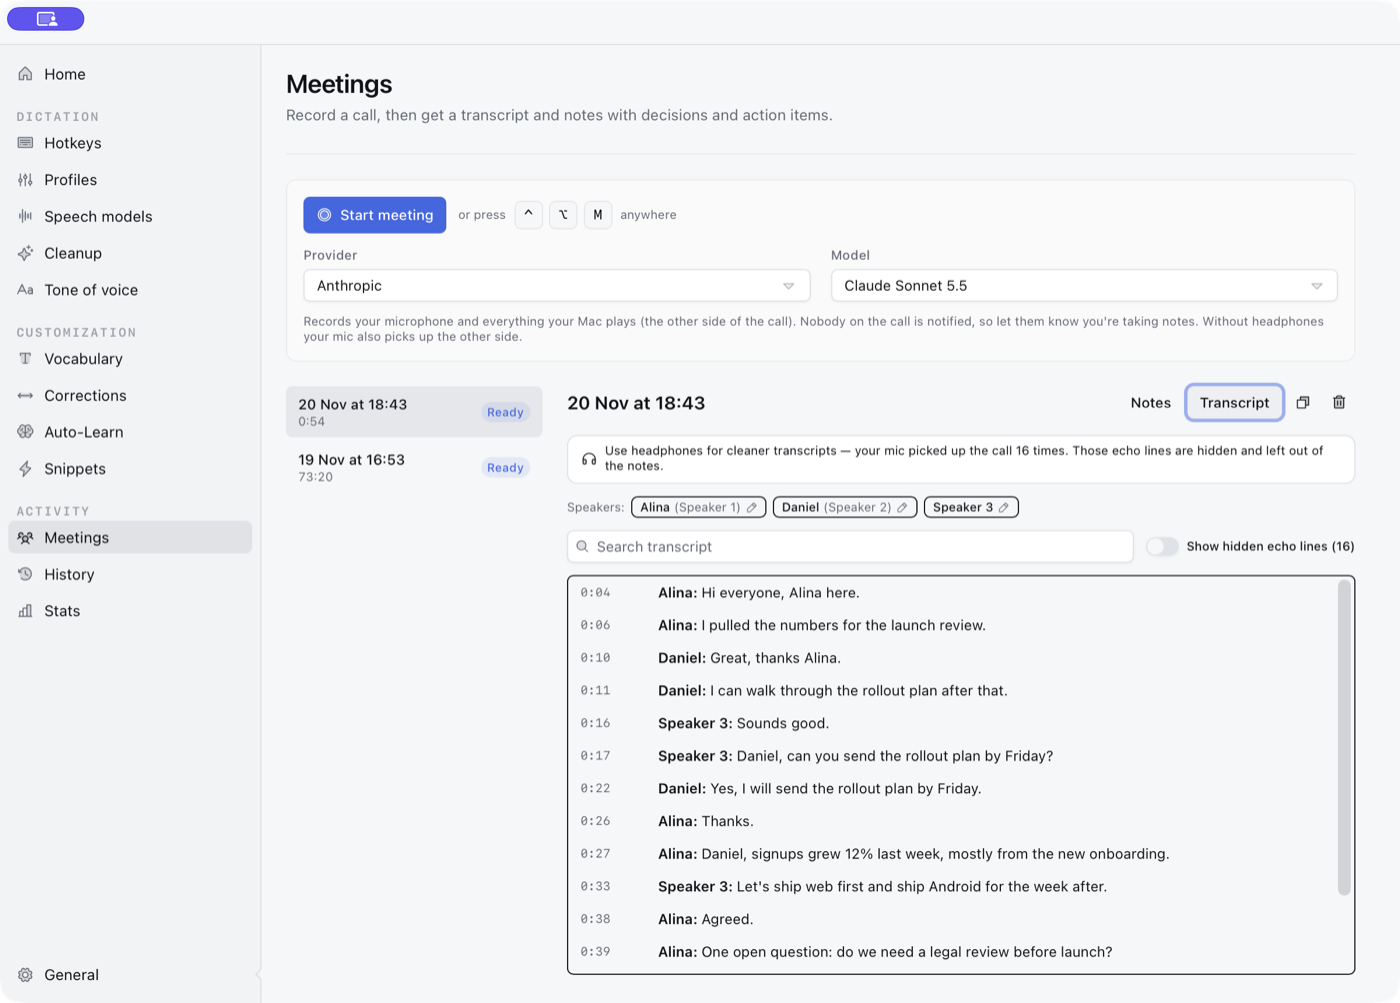 Home
DICTATION
Hotkeys
Profiles
Speech models
Cleanup
Aa Tone of voice
CUSTOMIZATION
Vocabulary
Corrections
Auto-Learn
Snippets
ACTIVITY
Meetings
History
Stats
General
Meetings
Record a call, then get a transcript and notes with decisions and action items.
Start meeting or press ^ ⌥ M anywhere
Provider
Anthropic
Model
Claude Sonnet 5.5
Records your microphone and everything your Mac plays (the other side of the call). Nobody on the call is notified, so let them know you're taking notes. Without headphones
your mic also picks up the other side.
20 Nov at 18:43
0:54
Ready
19 Nov at 16:53
73:20
Ready
20 Nov at 18:43
Notes Transcript
Use headphones for cleaner transcripts — your mic picked up the call 16 times. Those echo lines are hidden and left out of
the notes.
Speakers: Alina (Speaker 1) Daniel (Speaker 2) Speaker 3
Search transcript
Show hidden echo lines (16)
0:04 Alina: Hi everyone, Alina here.
0:06 Alina: I pulled the numbers for the launch review.
0:10 Daniel: Great, thanks Alina.
0:11 Daniel: I can walk through the rollout plan after that.
0:16 Speaker 3: Sounds good.
0:17 Speaker 3: Daniel, can you send the rollout plan by Friday?
0:22 Daniel: Yes, I will send the rollout plan by Friday.
0:26 Alina: Thanks.
0:27 Alina: Daniel, signups grew 12% last week, mostly from the new onboarding.
0:33 Speaker 3: Let's ship web first and ship Android for the week after.
0:38 Alina: Agreed.
0:39 Alina: One open question: do we need a legal review before launch?